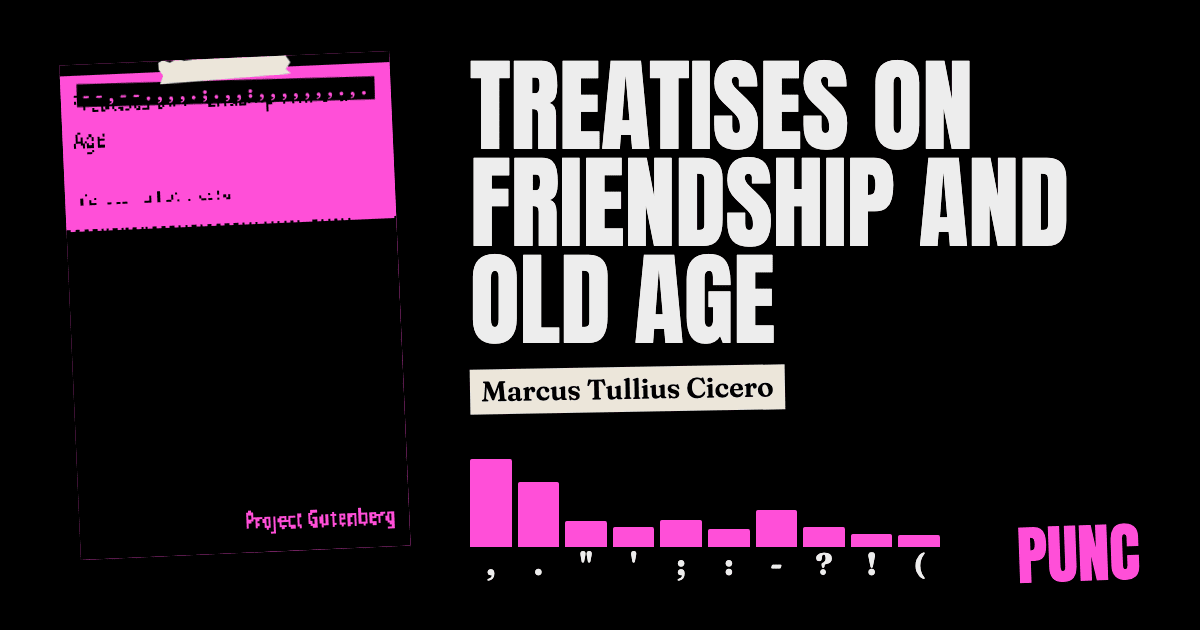 Age
Project Gutenberg
TREATISES ON
FRIENDSHIP AND
OLD AGE
Marcus Tullius Cicero
, . " ' ; : - ? ! (
PUNC